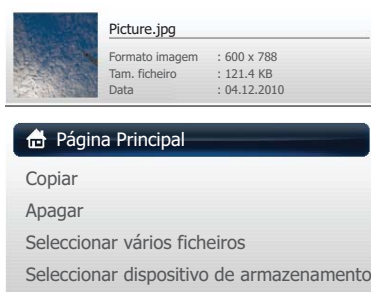 Picture.jpg
Formato imagem : 600 x 788
Tam. ficheiro : 121.4 KB
Data : 04.12.2010
Página Principal
Copiar
Apagar
Seleccionar vários ficheiros
Seleccionar dispositivo de armazenamento